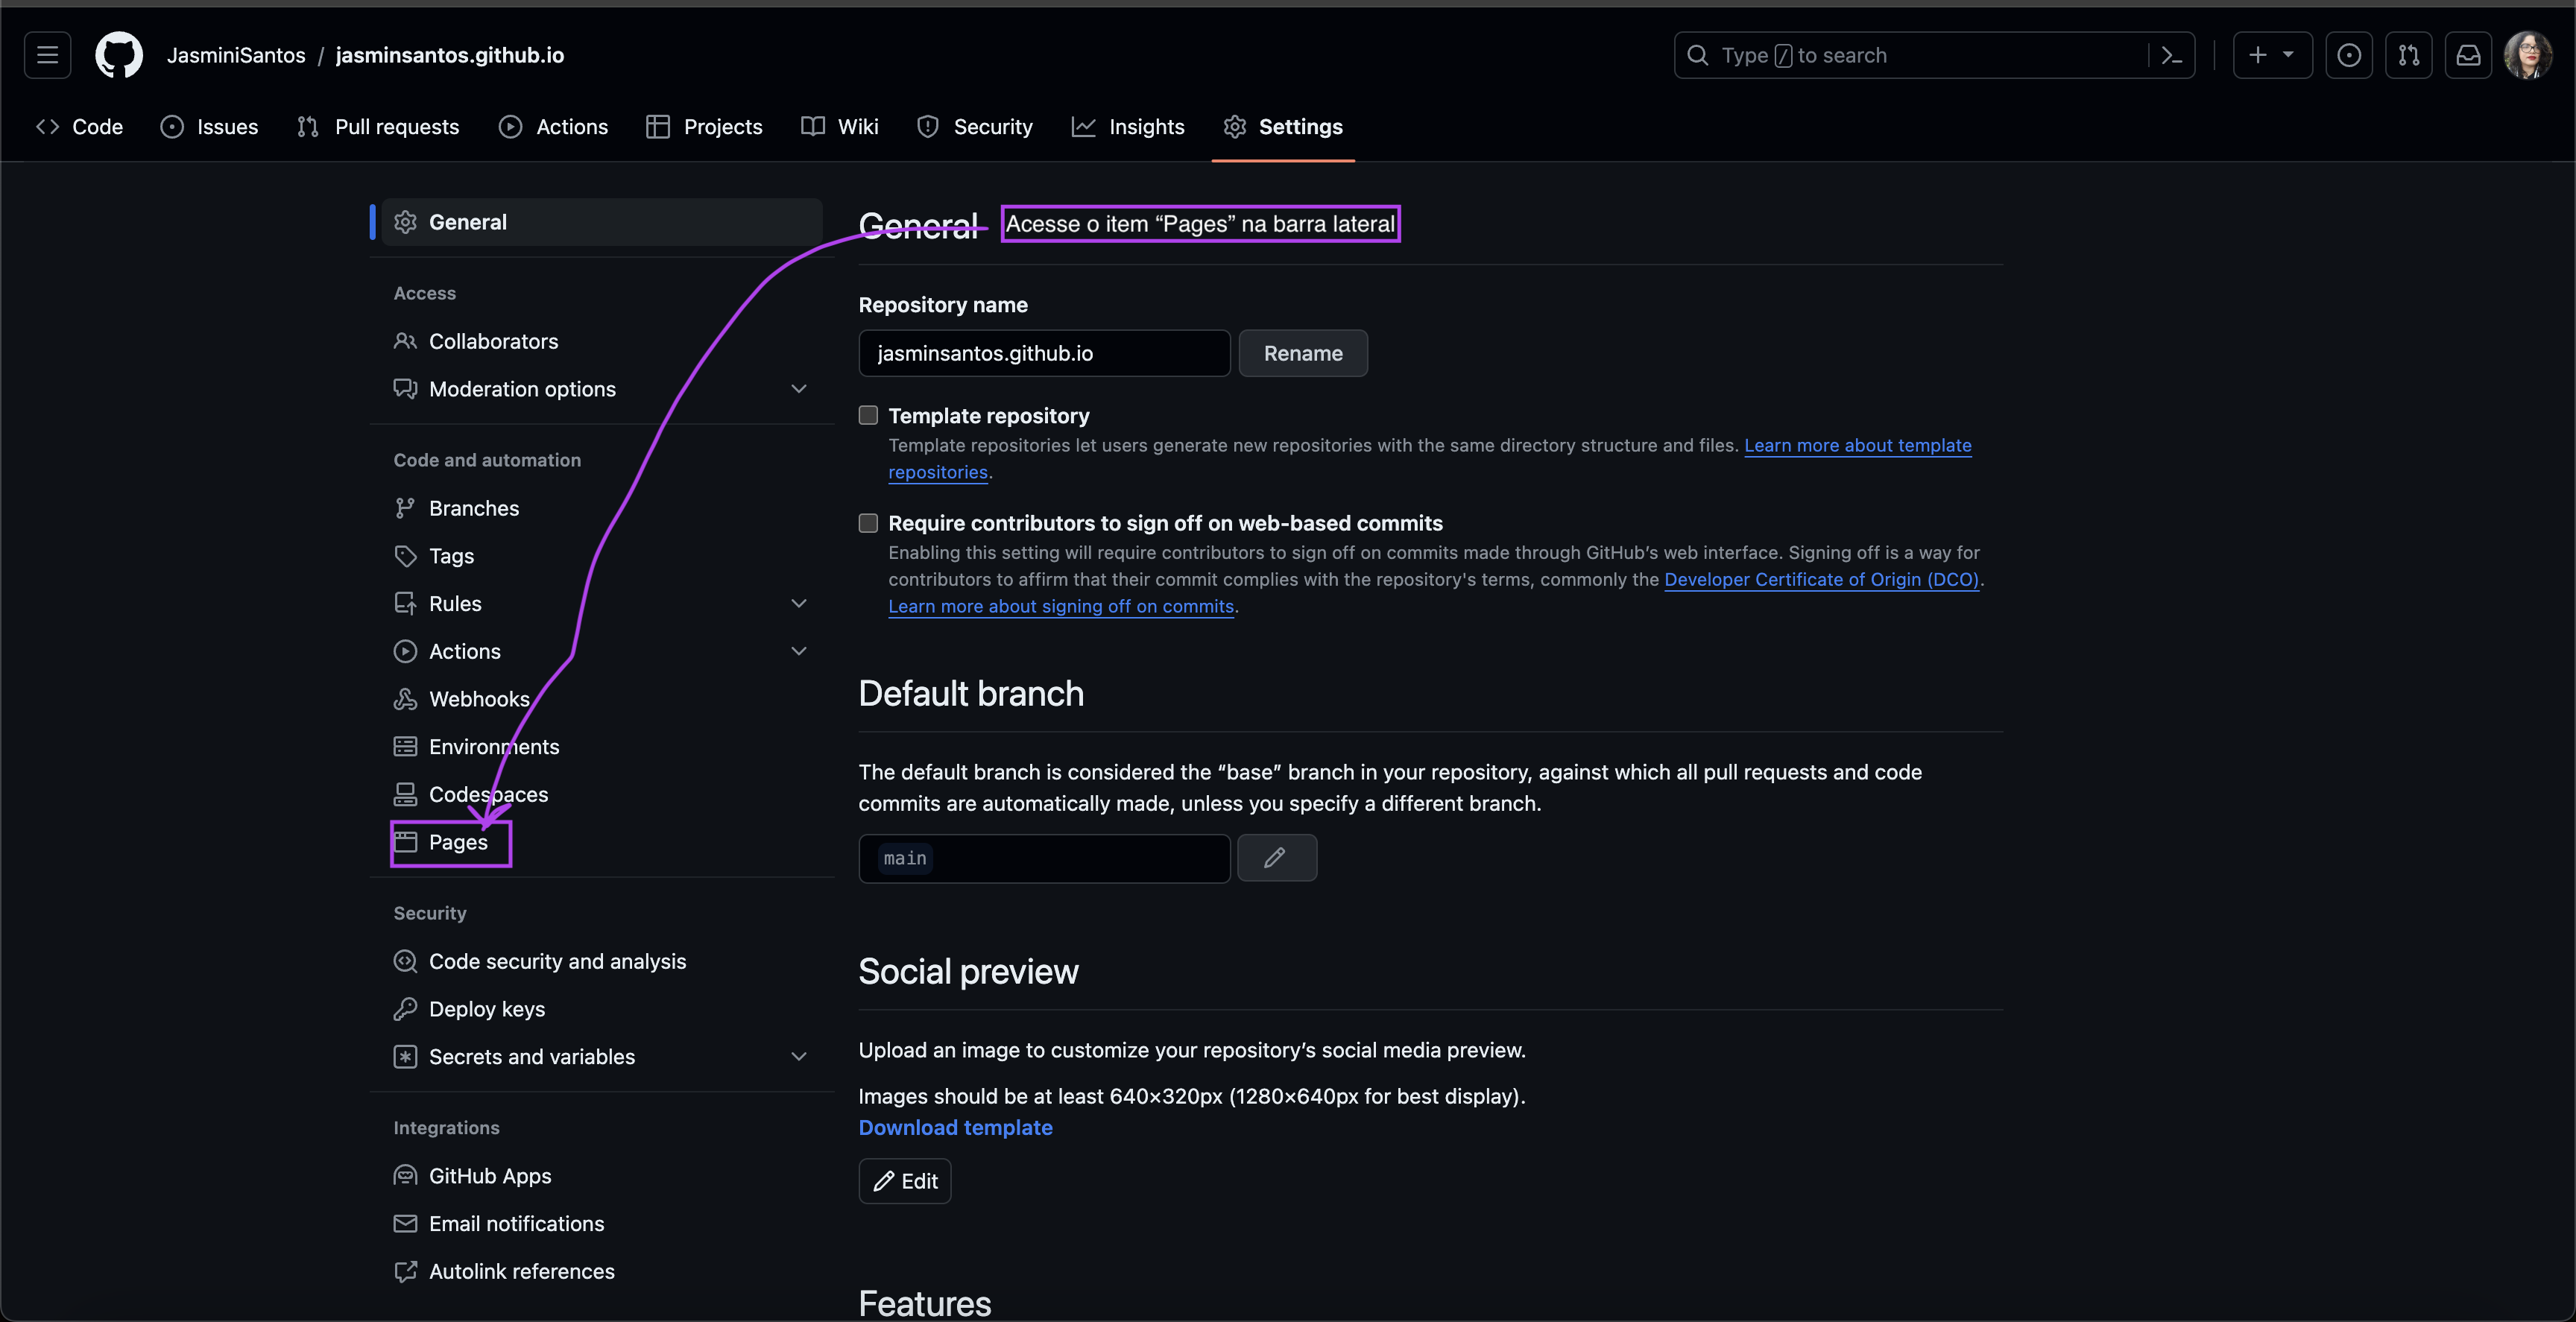 JasminiSantos / jasminsantos.github.io
Type / to search
Code
Issues
Pull requests
Actions
Projects
Wiki
Security
Insights
Settings
General
Access
Collaborators
Moderation options
Code and automation
Branches
Tags
Rules
Actions
Webhooks
Environments
Codespaces
Pages
Security
Code security and analysis
Deploy keys
Secrets and variables
Integrations
GitHub Apps
Email notifications
Autolink references
General
Acesse o item “Pages” na barra lateral
Repository name
jasminsantos.github.io
Rename
Template repository
Template repositories let users generate new repositories with the same directory structure and files. Learn more about template
repositories.
Require contributors to sign off on web-based commits
Enabling this setting will require contributors to sign off on commits made through GitHub’s web interface. Signing off is a way for
contributors to affirm that their commit complies with the repository's terms, commonly the Developer Certificate of Origin (DCO).
Learn more about signing off on commits.
Default branch
The default branch is considered the “base” branch in your repository, against which all pull requests and code
commits are automatically made, unless you specify a different branch.
main
Social preview
Upload an image to customize your repository’s social media preview.
Images should be at least 640×320px (1280×640px for best display).
Download template
Edit
Features